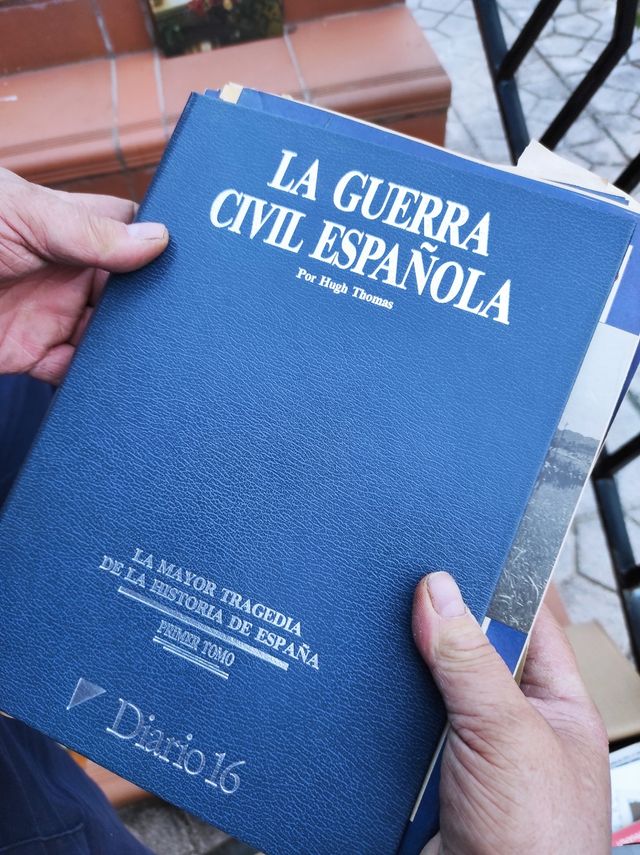 LA GUERRA
CIVIL ESPAÑOLA
Por Hugh Thomas
LA MAYOR TRAGEDIA
DE LA HISTORIA DE ESPAÑA
PRIMER TOMO
Diario 16